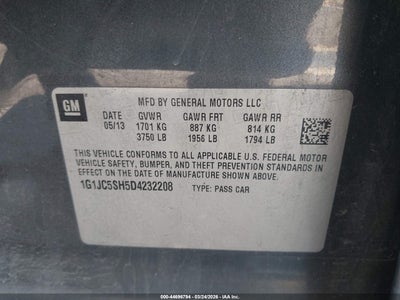 GM
MFD BY GENERAL MOTORS LLC
DATE GVWR GAWR FRT GAWR RR
05/13 1701 KG 887 KG 814 KG
3750 LB 1956 LB 1794 LB
THIS VEHICLE CONFORMS TO ALL APPLICABLE U.S. FEDERAL MOTOR
VEHICLE SAFETY, BUMPER, AND THEFT PREVENTION STANDARDS IN
EFFECT ON THE DATE OF MANUFACTURE SHOWN ABOVE.
1G1JC5SH5D4232208 TYPE: PASS CAR
000-44698794 - 03/24/2026 - IAA Inc.